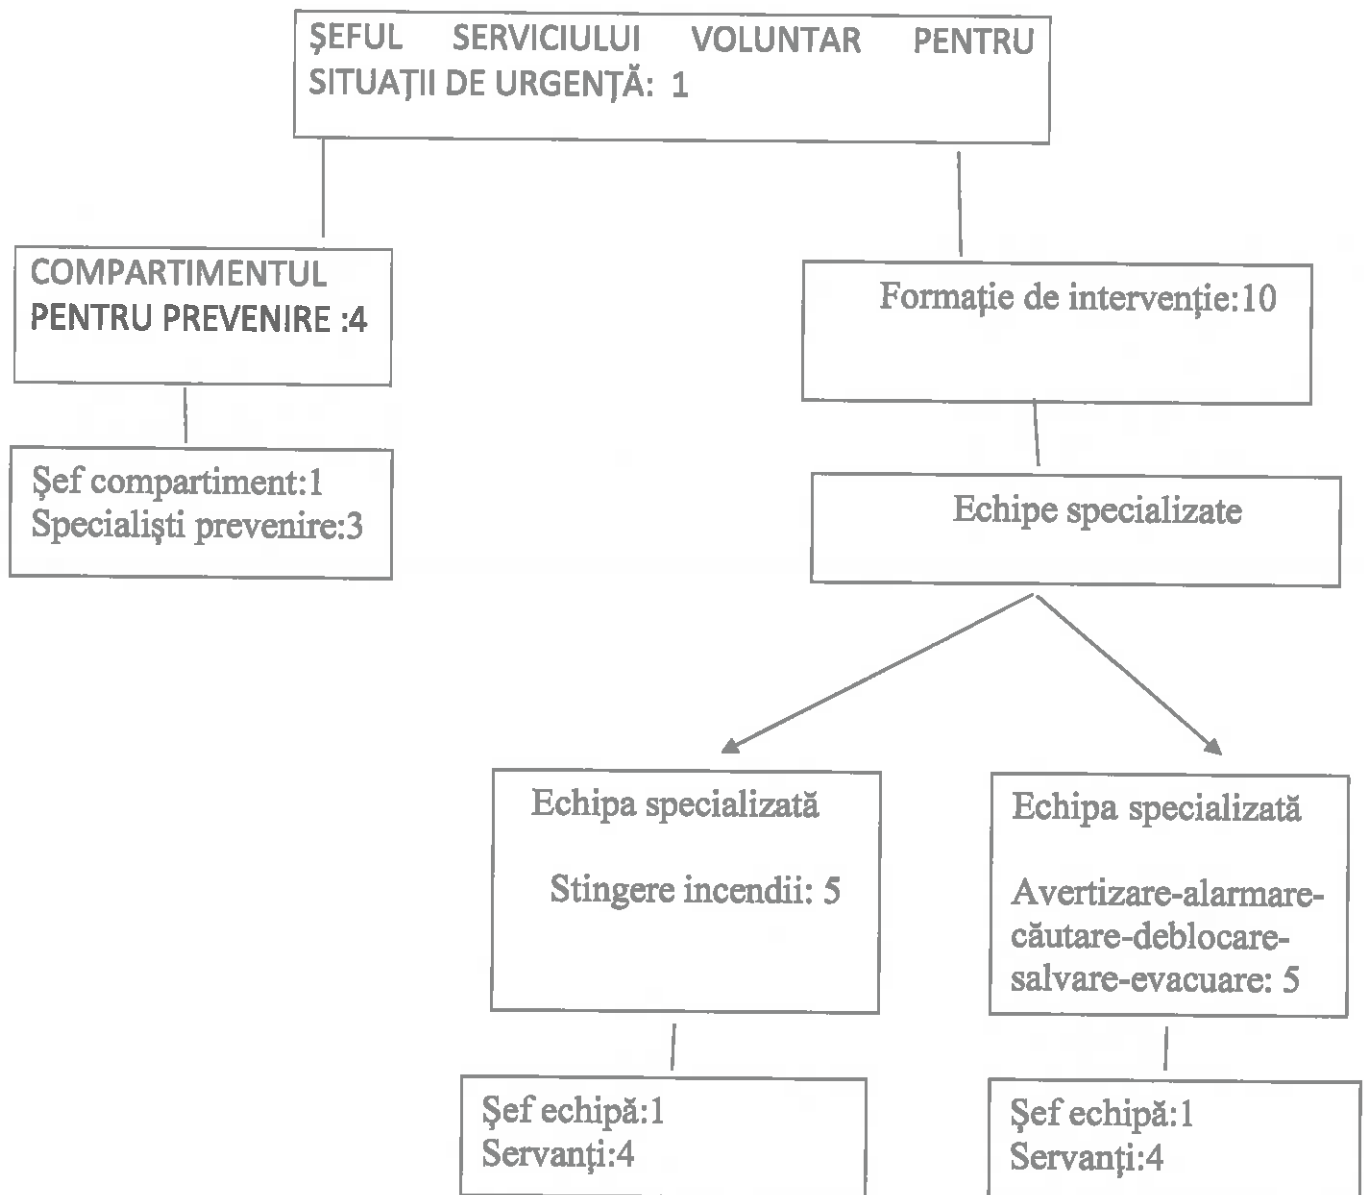 ŞEFUL SERVICIULUI VOLUNTAR PENTRU
SITUAŢII DE URGENŢĂ: 1
COMPARTIMENTUL
PENTRU PREVENIRE :4
Formaţie de intervenţie:10
Şef compartiment:1
Specialişti prevenire:3
Echipe specializate
Echipa specializată
Stingere incendii: 5
Echipa specializată
Avertizare-alarmare-
căutare-deblocare-
salvare-evacuare: 5
Şef echipă:1
Servanţi:4
Şef echipă:1
Servanţi:4